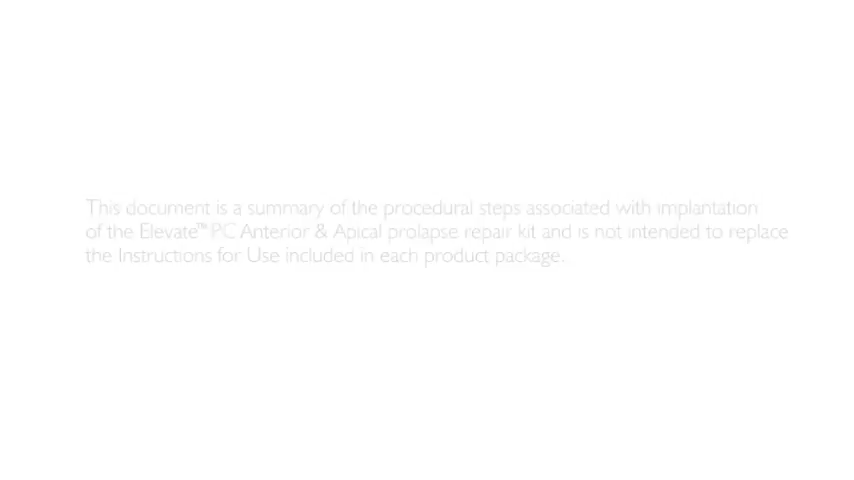 This document is a summary of the procedural steps associated with implantation
of the Elevate™ PC Anterior & Apical prolapse repair kit and is not intended to replace
the Instructions for Use included in each product package.